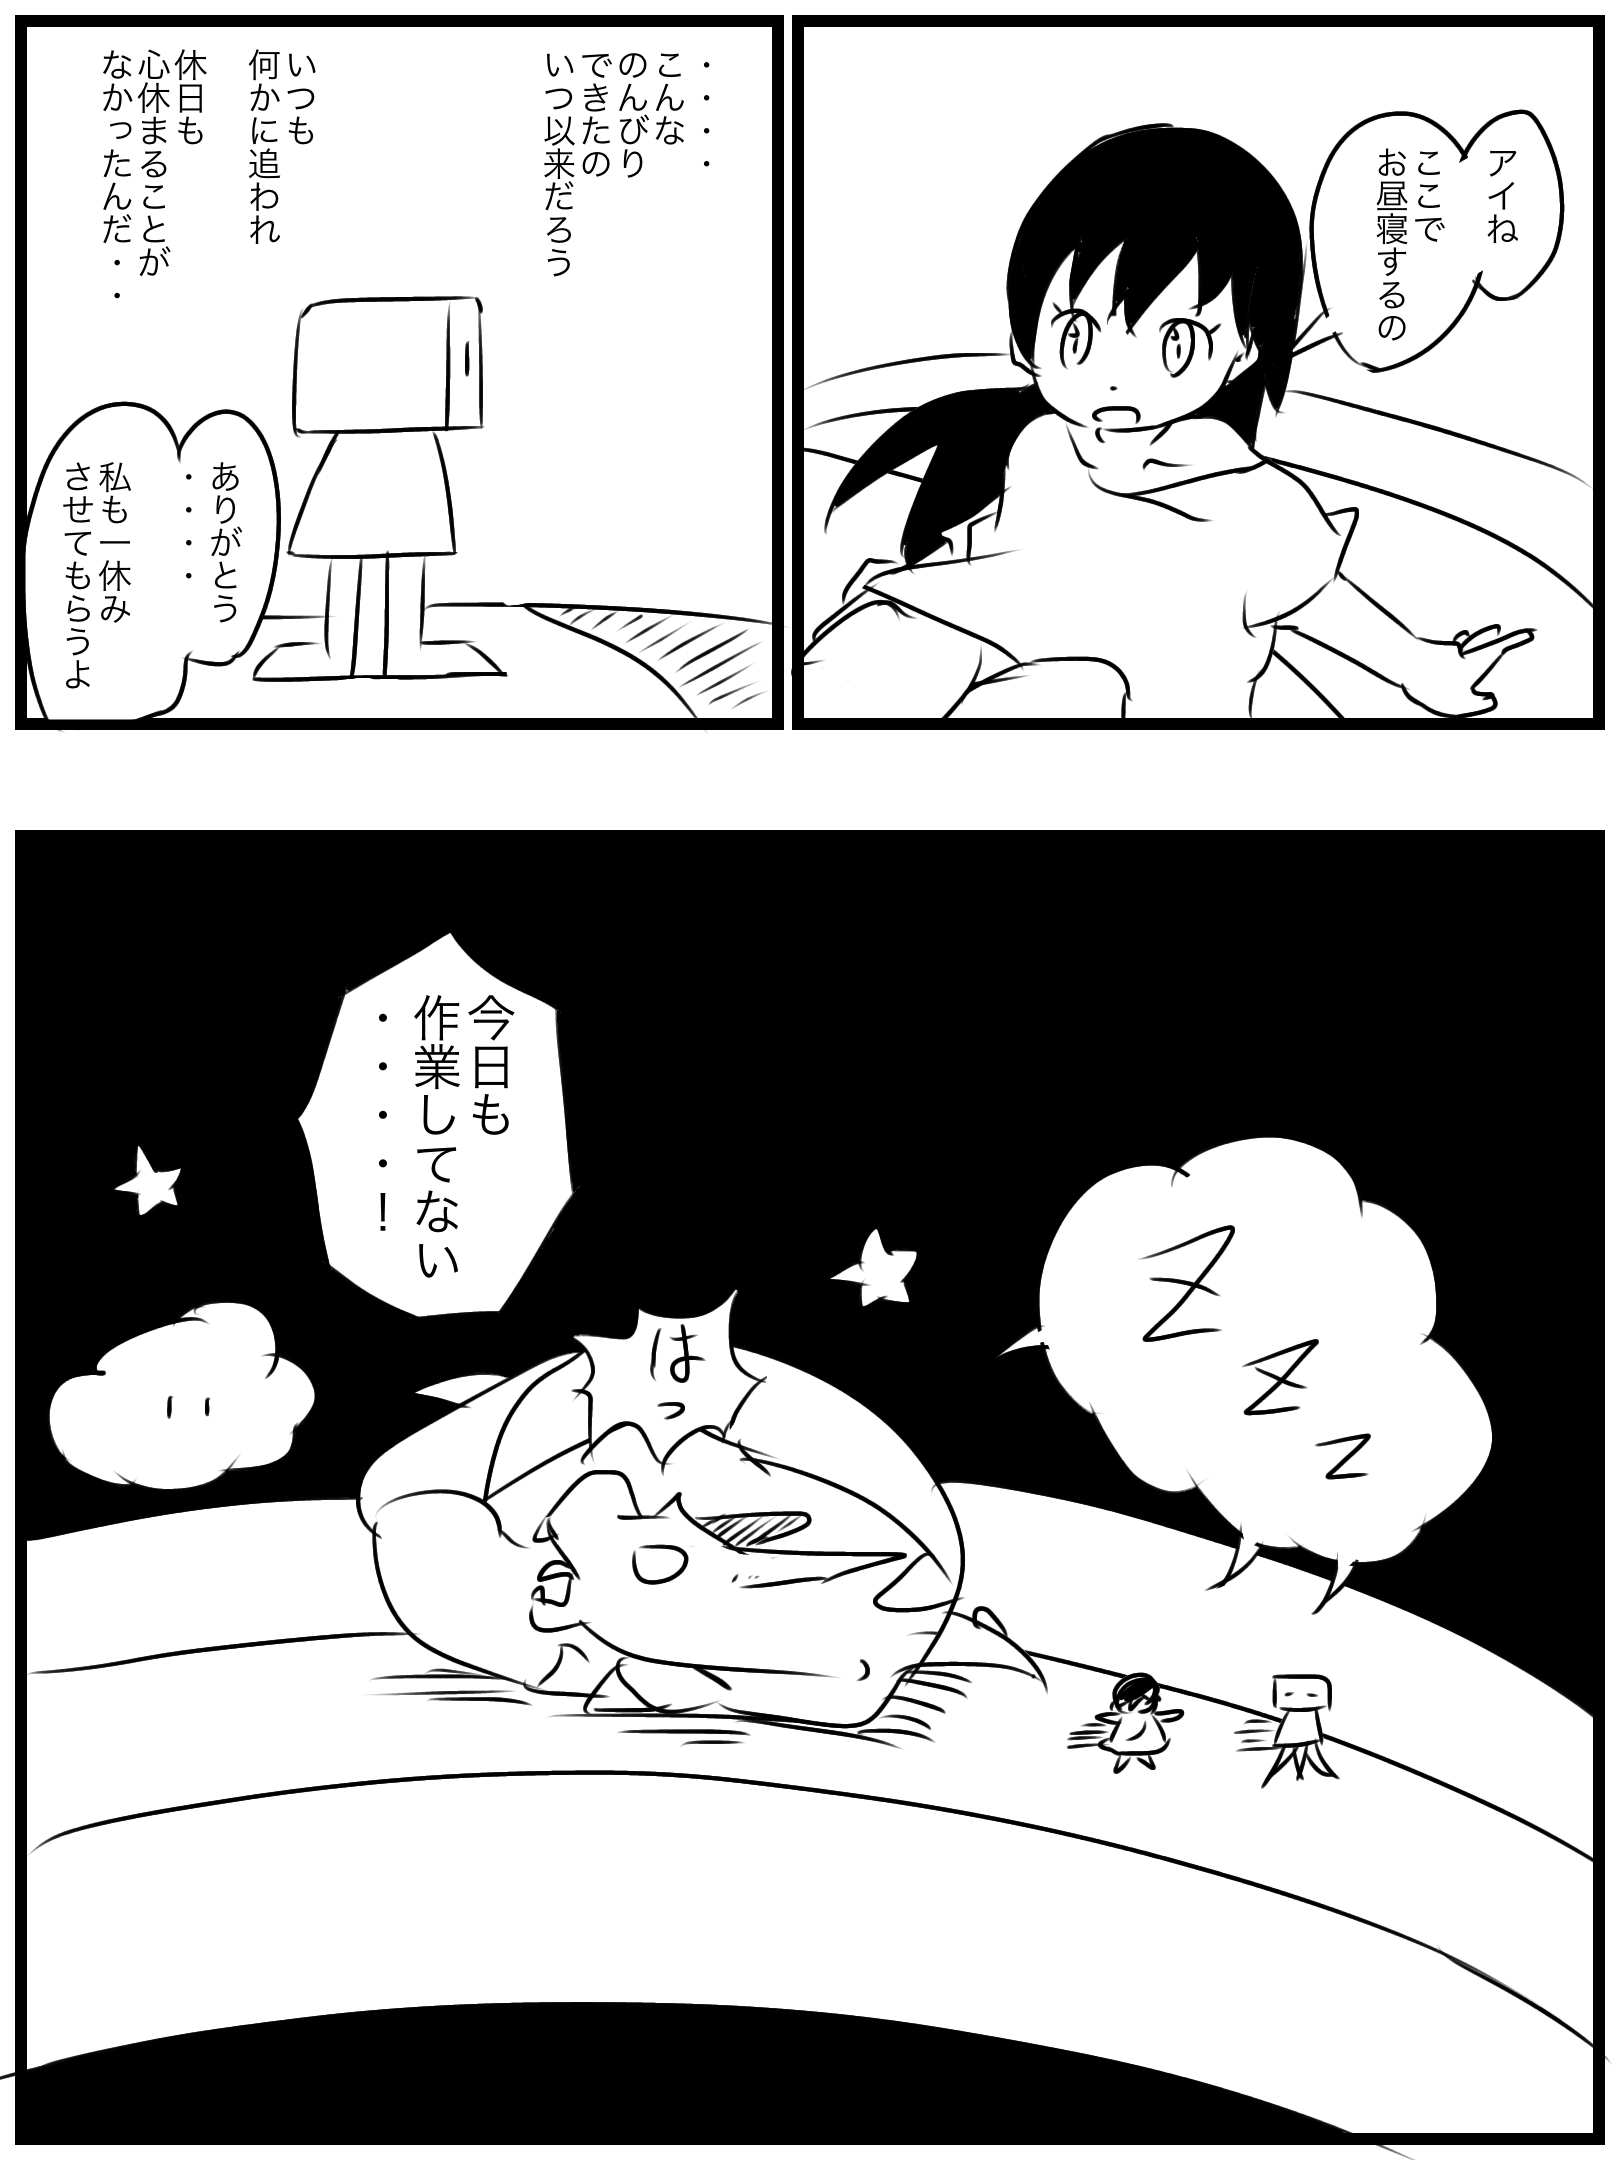 アイね
ここで
お昼寝するの
・・・・
こんな
のんびり
できたの
いつ以来だろう
いつも
何かに追われ
休日も
心休まることが
なかったんだ・・
ありがとう
・・・・
私も一休み
させてもらうよ
Z
Z
Z
はっ
今日も
作業してない
・・・・！